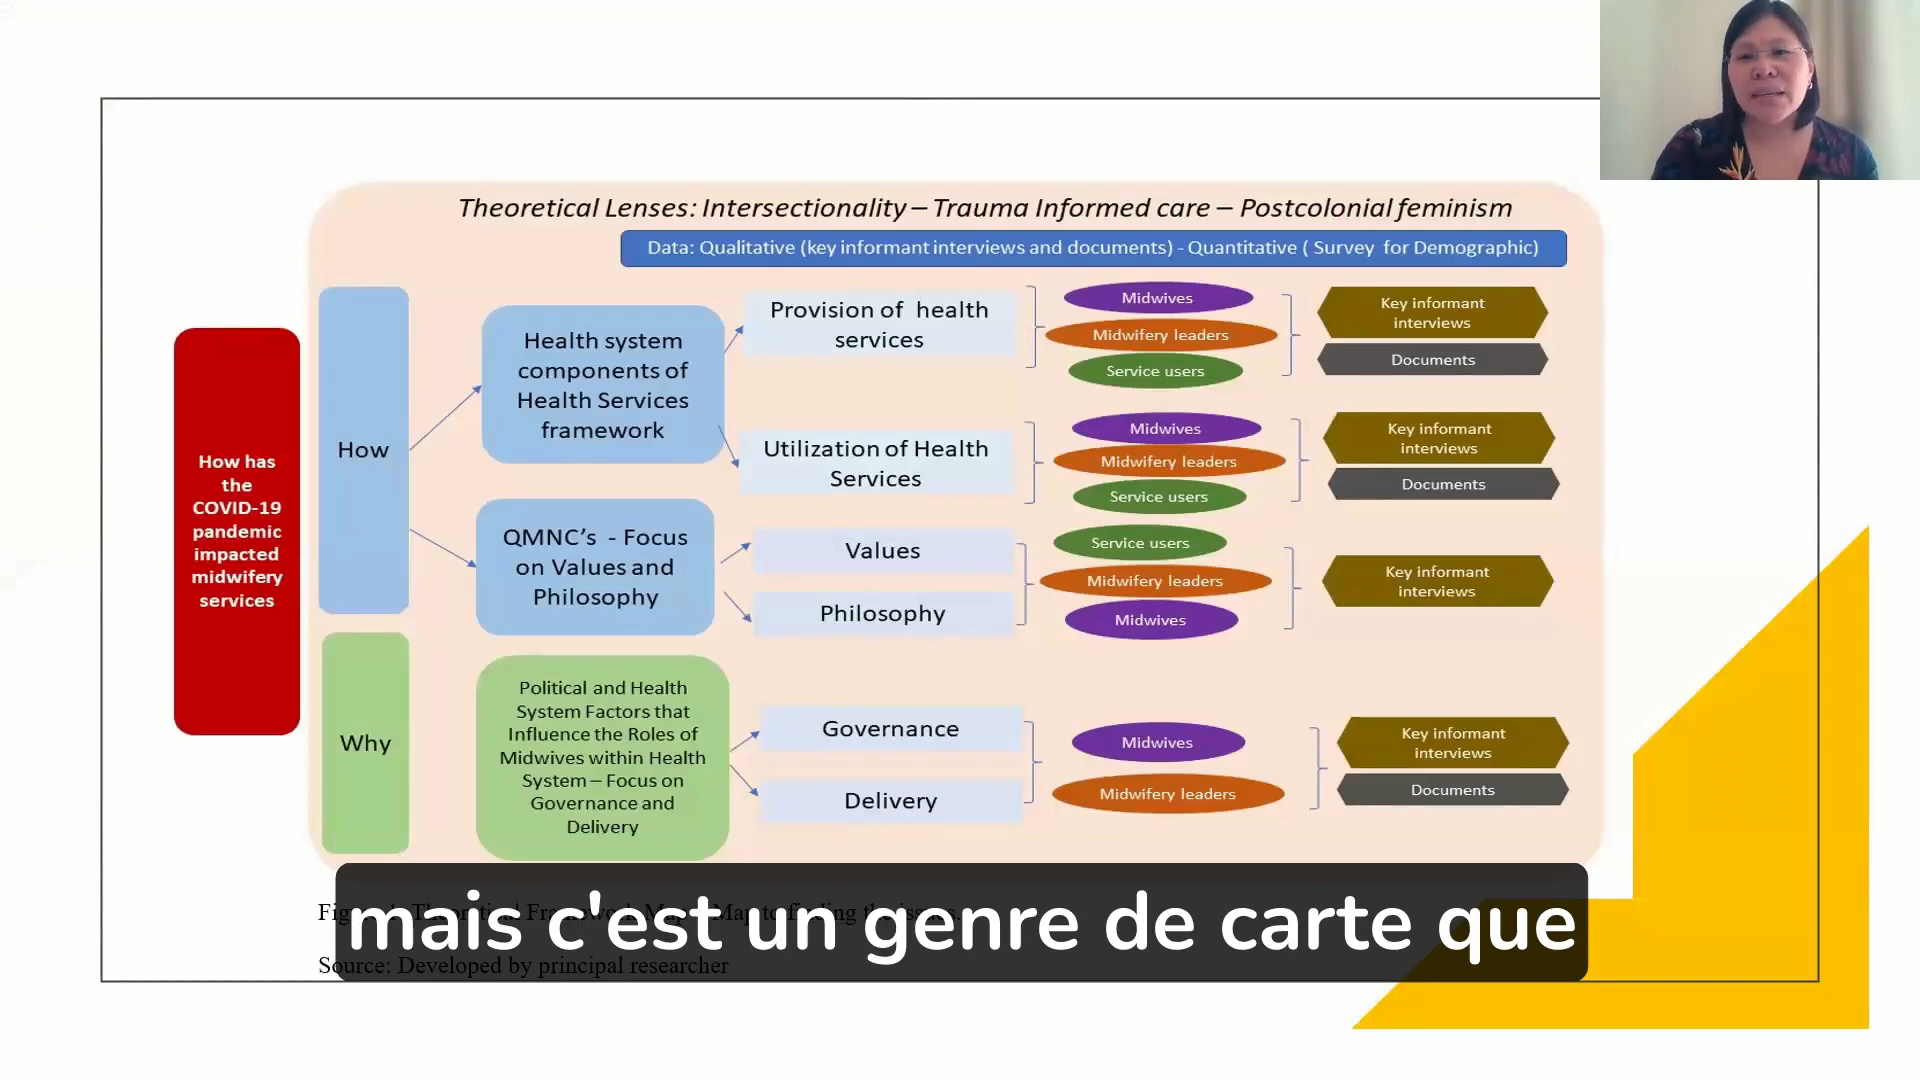 Theoretical Lenses: Intersectionality – Trauma Informed care – Postcolonial feminism
Data: Qualitative (key informant interviews and documents) - Quantitative ( Survey for Demographic)
How has
the
COVID-19
pandemic
impacted
midwifery
services
How
Health system
components of
Health Services
framework
Provision of health
services
Midwives
Midwifery leaders
Service users
Key informant
interviews
Documents
Utilization of Health
Services
Midwives
Midwifery leaders
Service users
Key informant
interviews
Documents
QMNC's - Focus
on Values and
Philosophy
Values
Philosophy
Service users
Midwifery leaders
Midwives
Key informant
interviews
Why
Political and Health
System Factors that
Influence the Roles of
Midwives within Health
System – Focus on
Governance and
Delivery
Governance
Delivery
Midwives
Midwifery leaders
Key informant
interviews
Documents
mais c'est un genre de carte que
Source: Developed by principal researcher